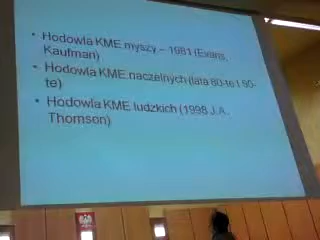 • Hodowla KME myszy – 1981 (Evans,
Kaufman)
• Hodowla KME naczelnych (lata 80-te i 90-
te)
• Hodowla KME ludzkich (1998 J.A.
Thomson)